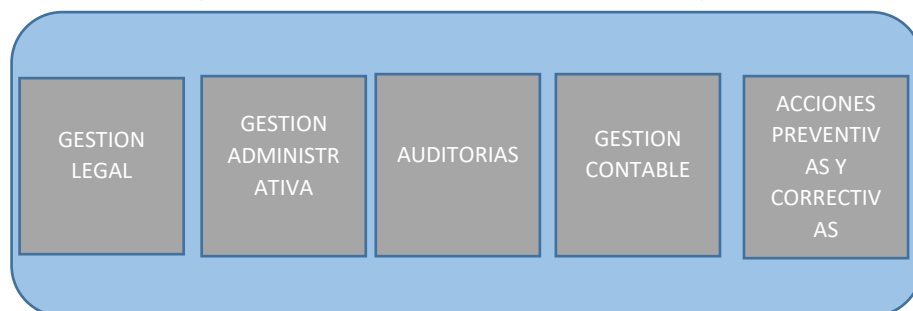 GESTION
LEGAL
GESTION
ADMINISTR
ATIVA
AUDITORIAS
GESTION
CONTABLE
ACCIONES
PREVENTIV
AS Y
CORRECTIV
AS